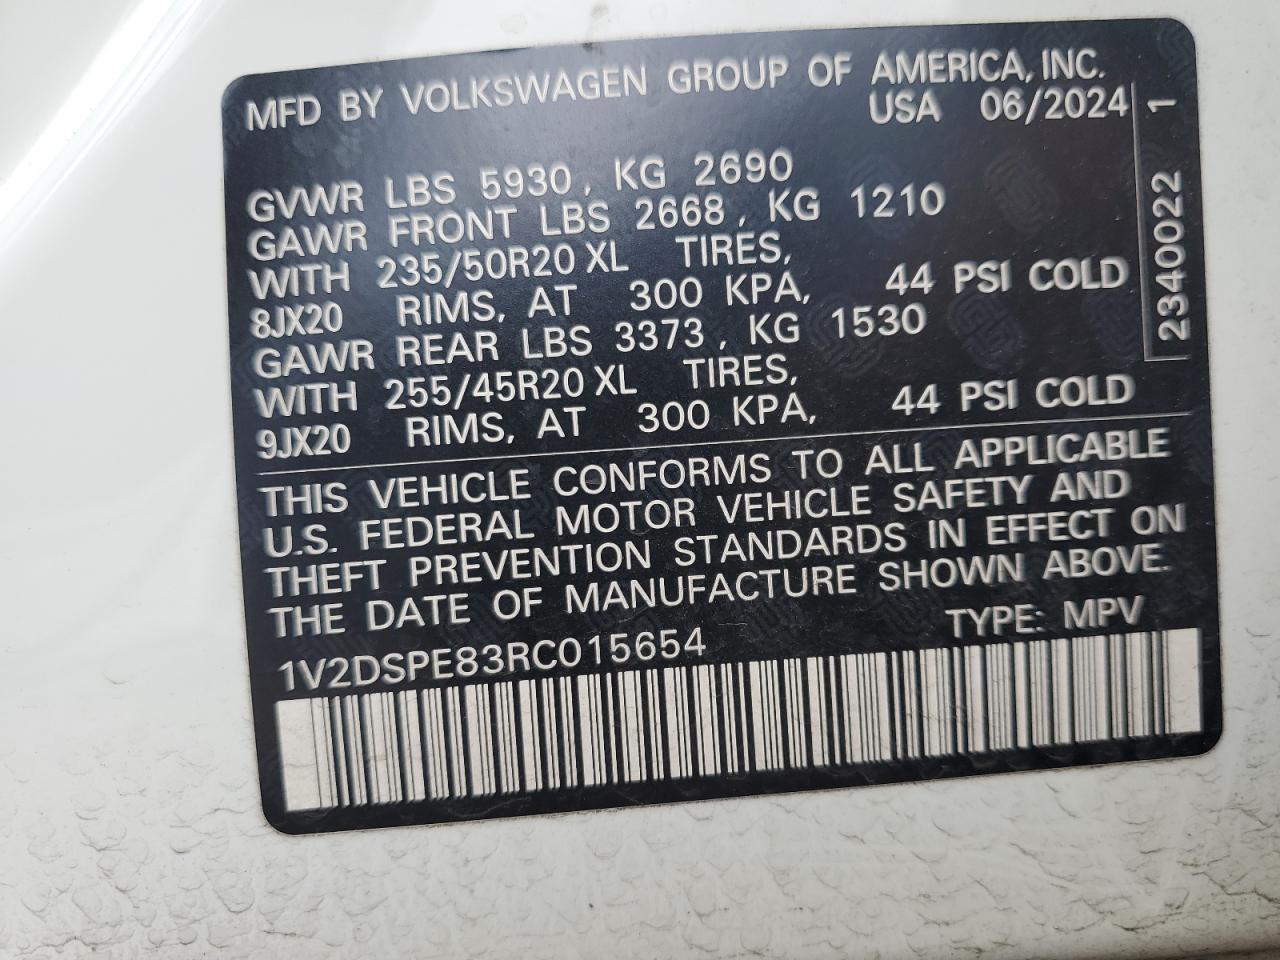 MFD BY VOLKSWAGEN GROUP OF AMERICA, INC.
USA 06/2024
GVWR LBS 5930, KG 2690
GAWR FRONT LBS 2668, KG 1210
WITH 235/50R20 XL TIRES,
8JX20 RIMS, AT 300 KPA, 44 PSI COLD
GAWR REAR LBS 3373, KG 1530
WITH 255/45R20 XL TIRES,
9JX20 RIMS, AT 300 KPA, 44 PSI COLD
2340022 1
THIS VEHICLE CONFORMS TO ALL APPLICABLE
U.S. FEDERAL MOTOR VEHICLE SAFETY AND
THEFT PREVENTION STANDARDS IN EFFECT ON
THE DATE OF MANUFACTURE SHOWN ABOVE.
1V2DSPE83RC015654 TYPE: MPV